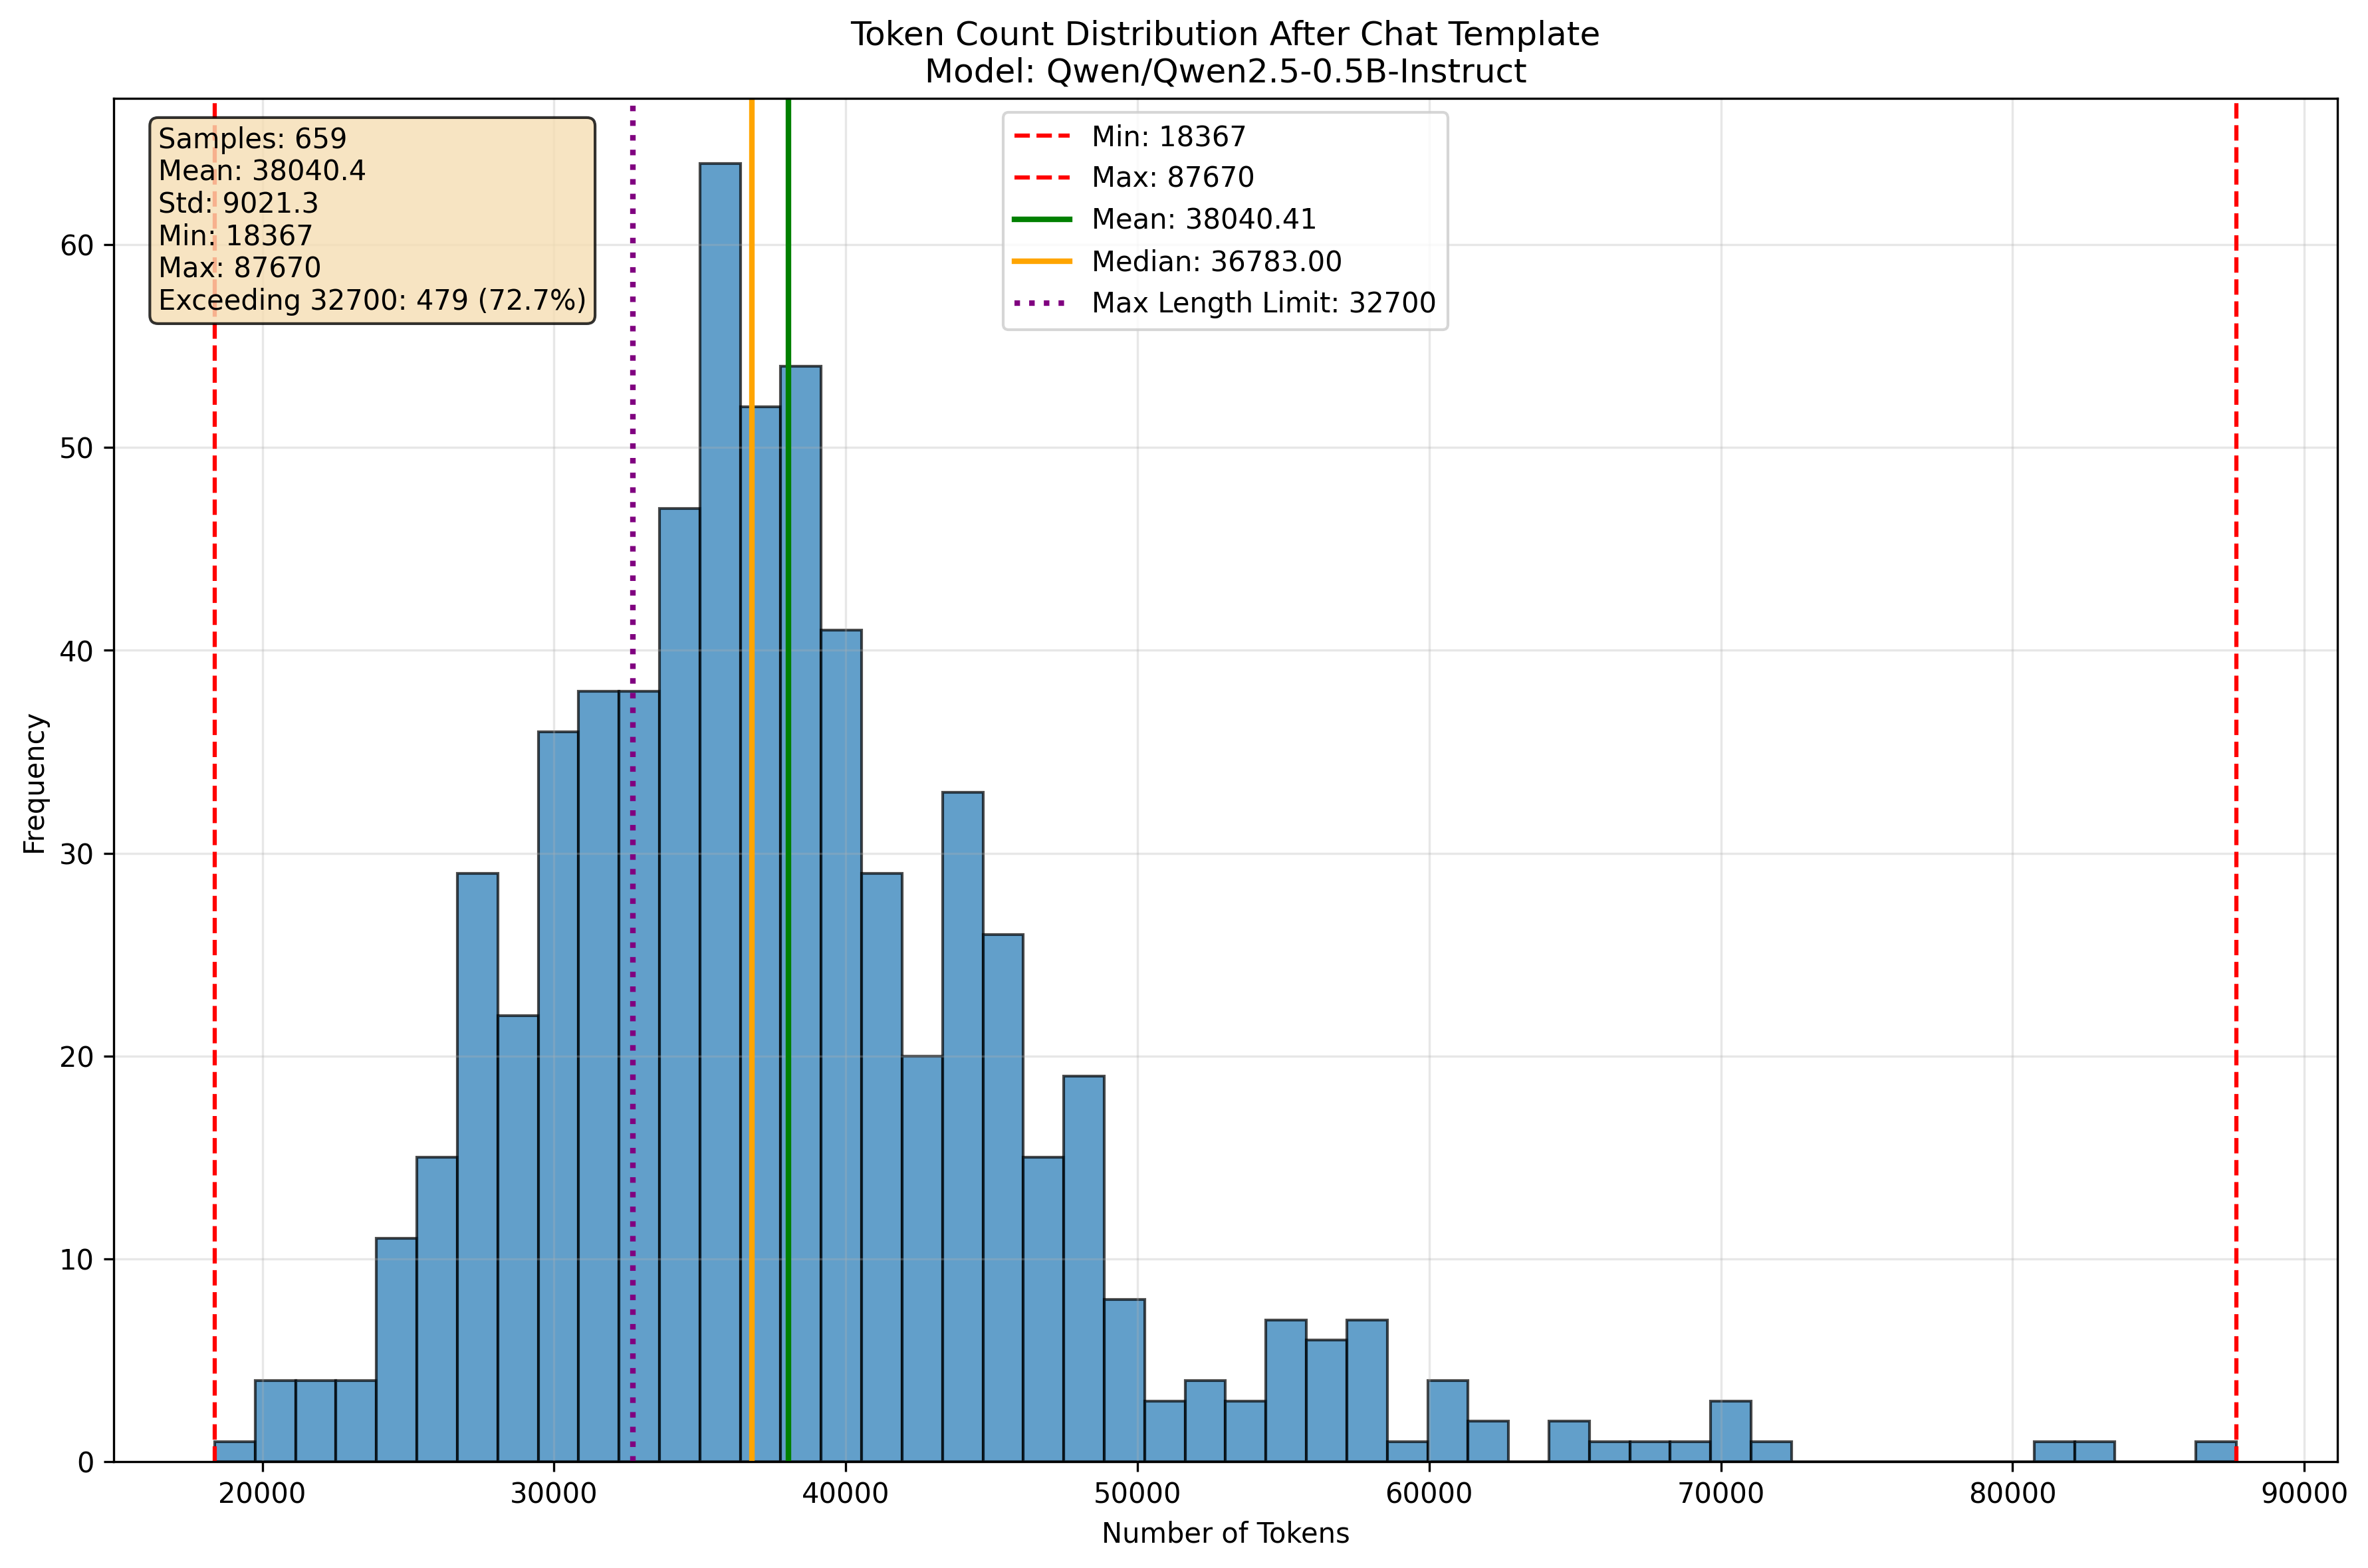 Token Count Distribution After Chat Template
Model: Qwen/Qwen2.5-0.5B-Instruct
Samples: 659
Mean: 38040.4
Std: 9021.3
Min: 18367
Max: 87670
Exceeding 32700: 479 (72.7%)
Min: 18367
Max: 87670
Mean: 38040.41
Median: 36783.00
Max Length Limit: 32700
Frequency
60
50
40
30
20
10
0
20000 30000 40000 50000 60000 70000 80000 90000
Number of Tokens